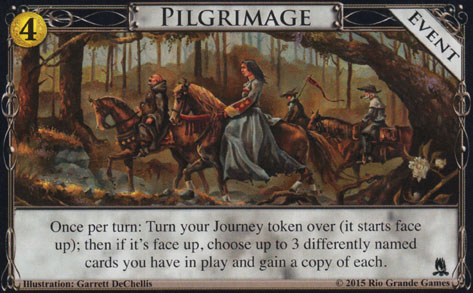 PILGRIMAGE
4
EVENT
Once per turn: Turn your Journey token over (it starts face
up); then if it's face up, choose up to 3 differently named
cards you have in play and gain a copy of each.
Illustration: Garrett DeChellis
© 2015 Rio Grande Games